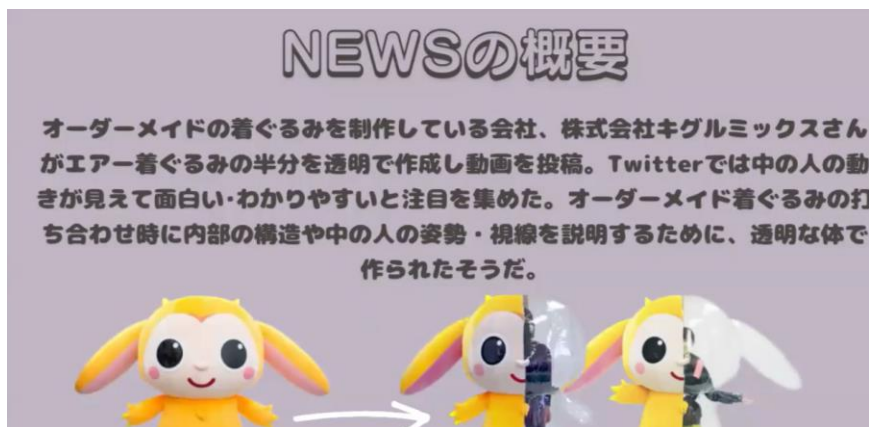 NEWSの概要
オーダーメイドの着ぐるみを制作している会社、株式会社キグルミックスさん
がエアー着ぐるみの半分を透明で作成し動画を投稿。Twitterでは中の人の動
きが見えて面白い·わかりやすいと注目を集めた。オーダーメイド着ぐるみの打
ち合わせ時に内部の構造や中の人の姿勢・視線を説明するために、透明な体で
作られたそうだ。